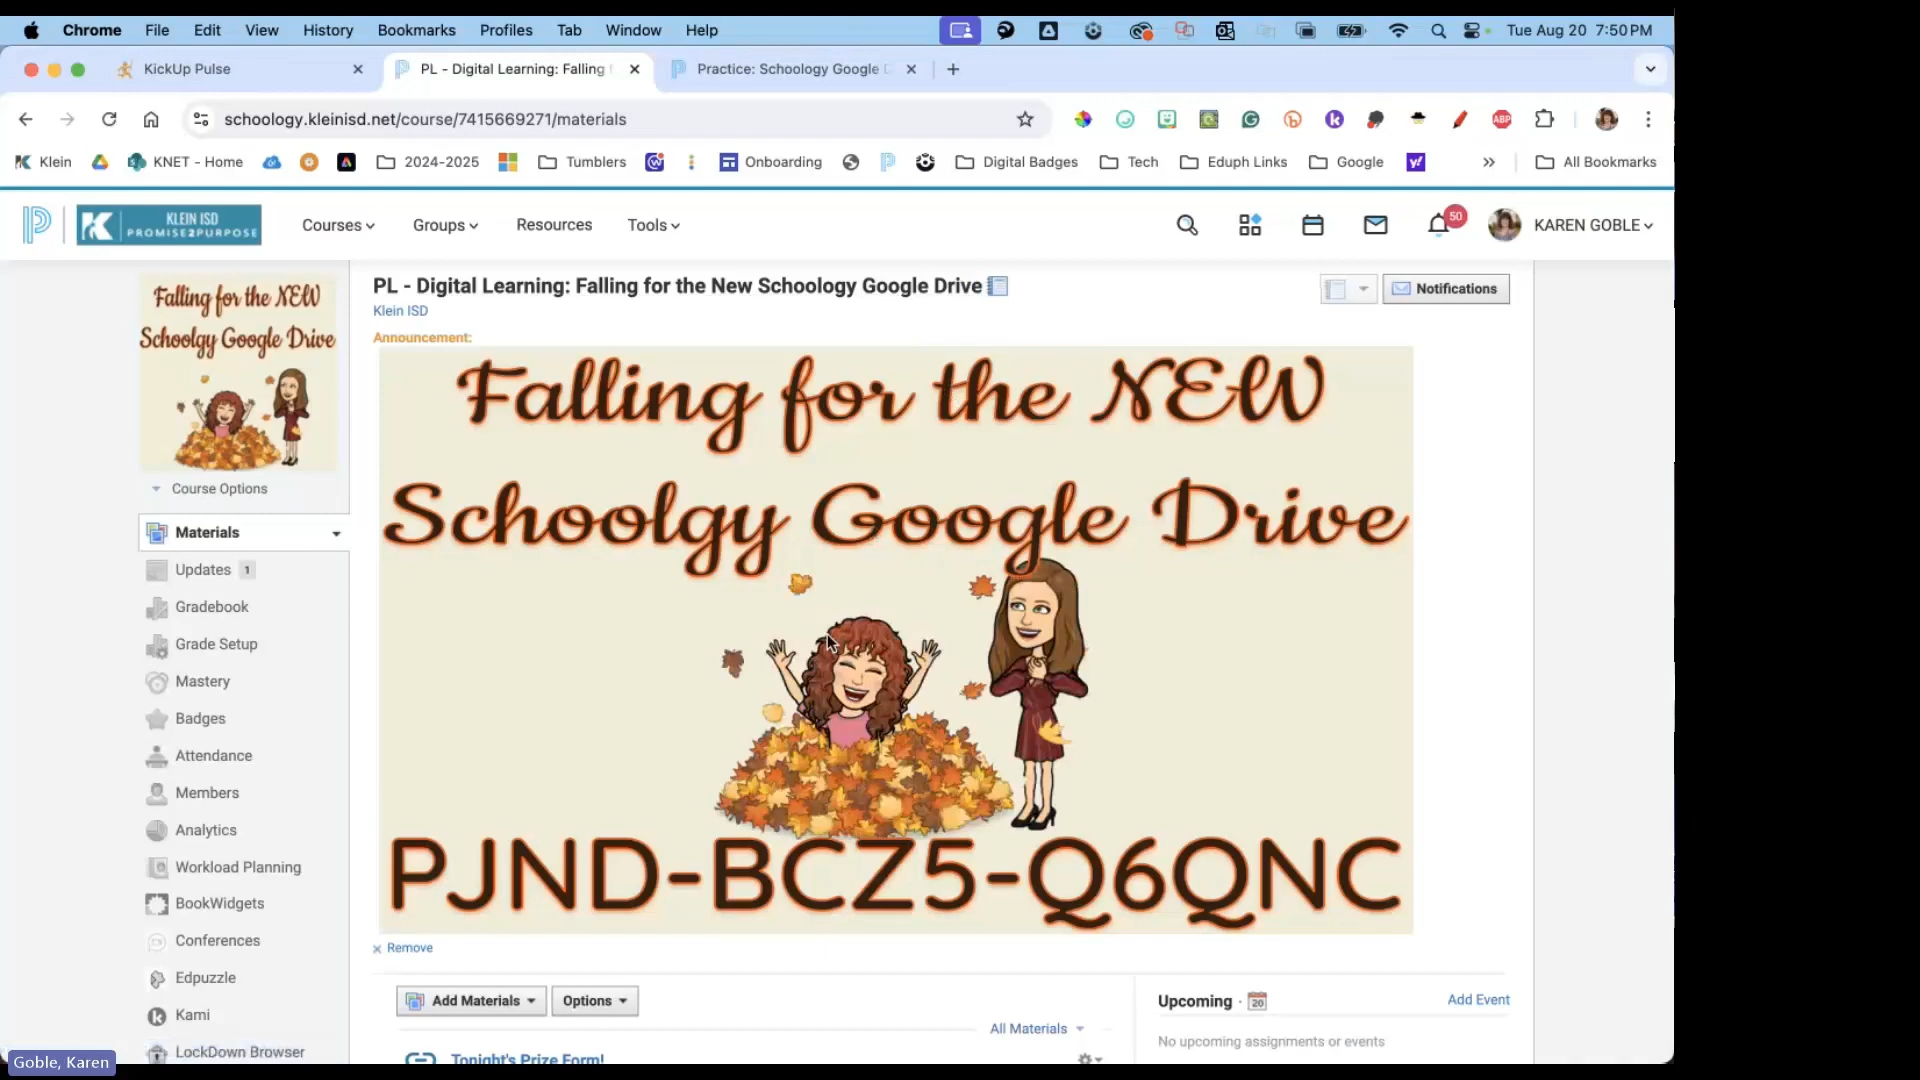 Chrome File Edit View History Bookmarks Profiles Tab Window Help Tue Aug 20 7:50 PM
KickUp Pulse PL - Digital Learning: Falling Practice: Schoology Google
schoology.kleinisd.net/course/7415669271/materials ABP
Klein KNET - Home 2024-2025 Tumblers Onboarding Digital Badges Tech Eduph Links Google y! » All Bookmarks
KLEIN ISD
PROMISE2PURPOSE
Courses Groups Resources Tools 50 KAREN GOBLE
Falling for the NEW
Schoolgy Google Drive
Course Options
Materials
Updates 1
Gradebook
Grade Setup
Mastery
Badges
Attendance
Members
Analytics
Workload Planning
BookWidgets
Conferences
Edpuzzle
Kami
LockDown Browser
PL - Digital Learning: Falling for the New Schoology Google Drive
Notifications
Klein ISD
Announcement:
Falling for the NEW
Schoolgy Google Drive
PJND-BCZ5-Q6QNC
Remove
Add Materials Options
All Materials
Tonight's Prize Form!
Upcoming · 20 Add Event
No upcoming assignments or events
Goble, Karen